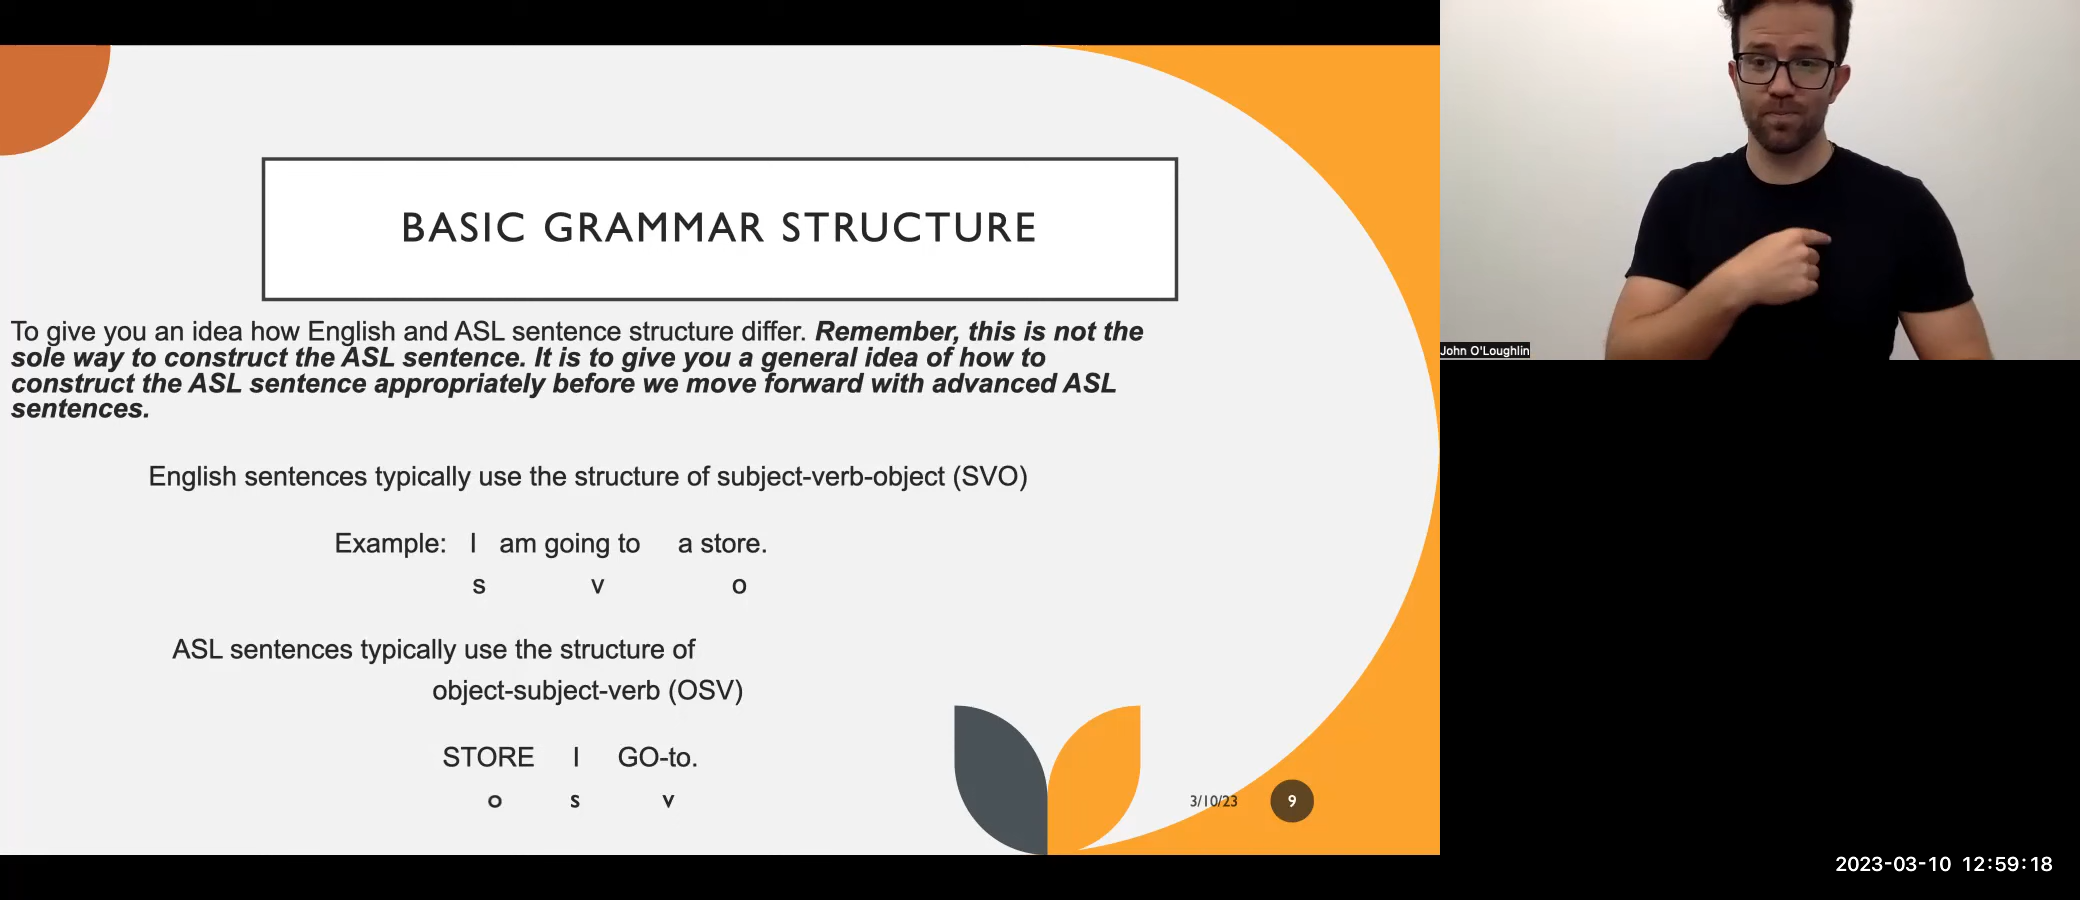 BASIC GRAMMAR STRUCTURE
To give you an idea how English and ASL sentence structure differ. Remember, this is not the
sole way to construct the ASL sentence. It is to give you a general idea of how to
construct the ASL sentence appropriately before we move forward with advanced ASL
sentences.
English sentences typically use the structure of subject-verb-object (SVO)
Example: I am going to a store.
s v o
ASL sentences typically use the structure of
object-subject-verb (OSV)
STORE I GO-to.
o s v
3/10/23 9
John O'Loughlin
2023-03-10 12:59:18